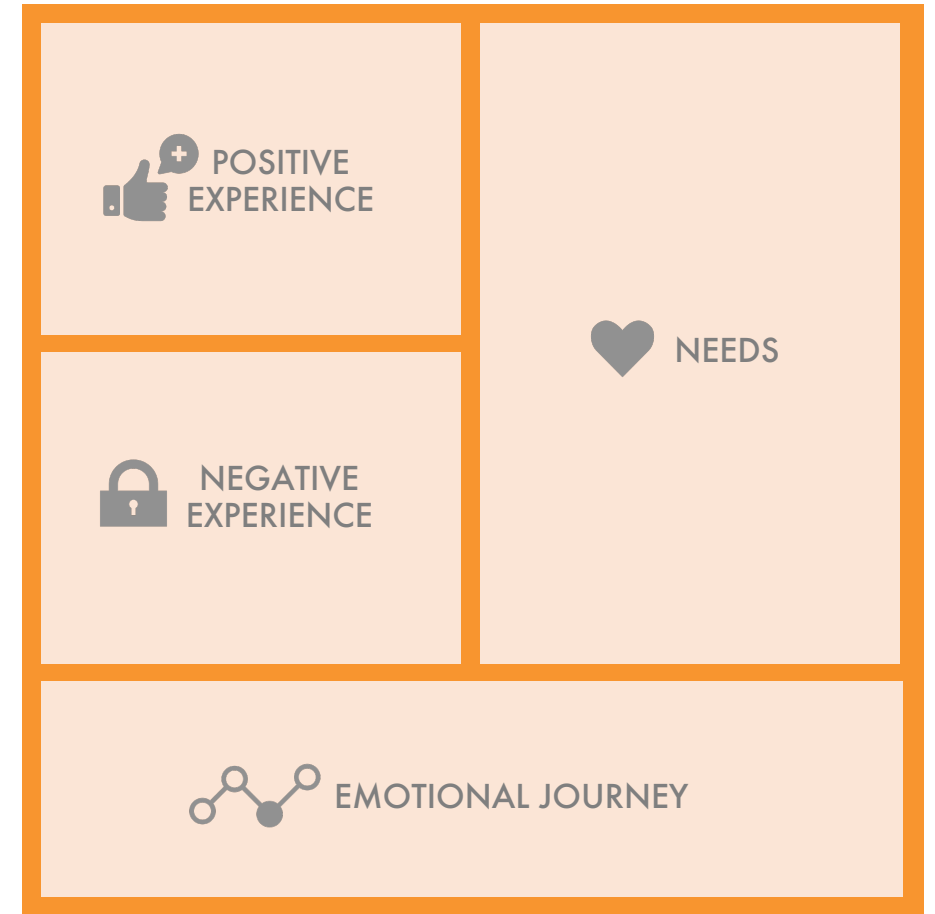 POSITIVE
EXPERIENCE
NEGATIVE
EXPERIENCE
NEEDS
EMOTIONAL JOURNEY